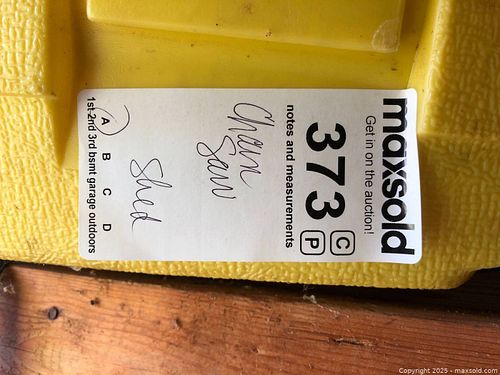 maxsold
Get in on the auction!
373 C P
notes and measurements
Chain
Saw
Shed
A B C D
1st 2nd 3rd bsmt garage outdoors
Copyright 2025 - maxsold.com